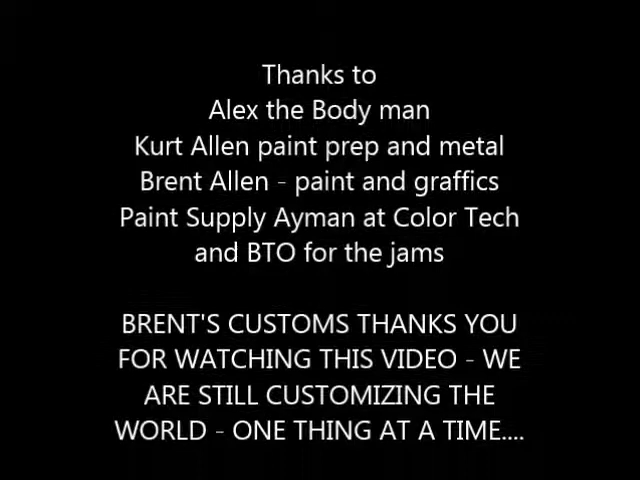 Thanks to
Alex the Body man
Kurt Allen paint prep and metal
Brent Allen - paint and graffics
Paint Supply Ayman at Color Tech
and BTO for the jams
BRENT'S CUSTOMS THANKS YOU
FOR WATCHING THIS VIDEO - WE
ARE STILL CUSTOMIZING THE
WORLD - ONE THING AT A TIME....